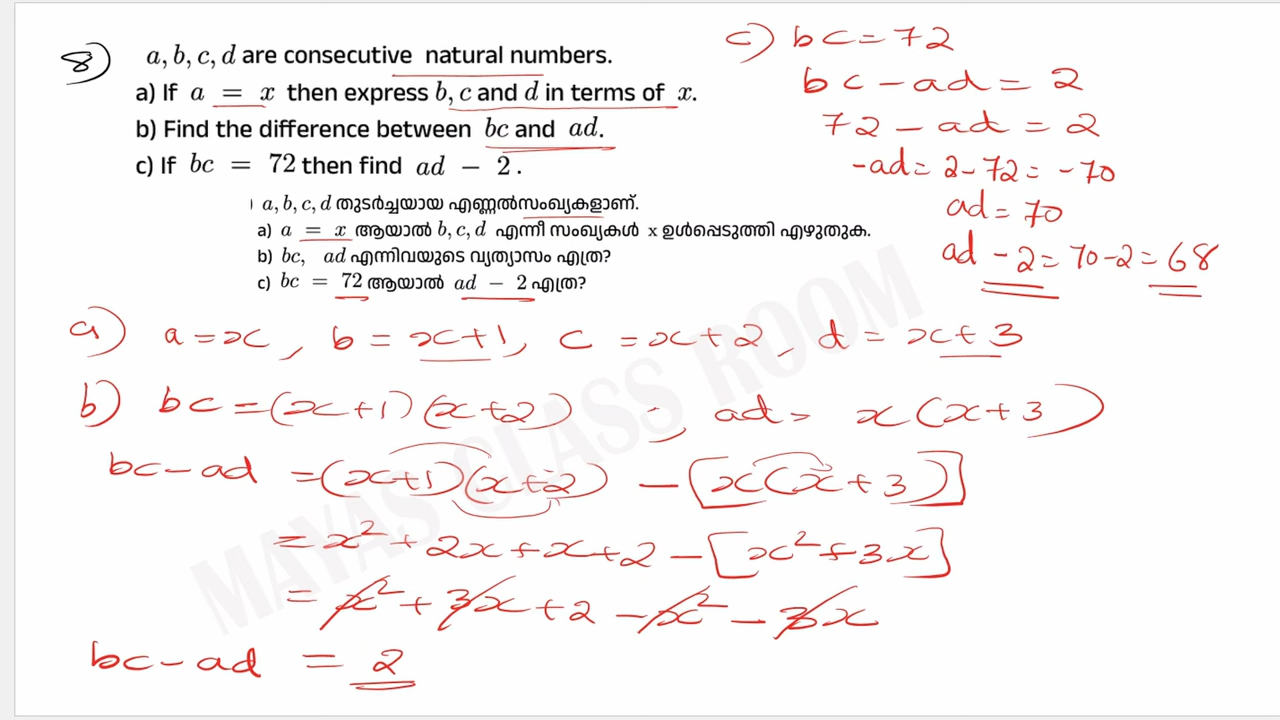 8)
a, b, c, d are consecutive natural numbers.
a) If a = x then express b, c and d in terms of x.
b) Find the difference between bc and ad.
c) If bc = 72 then find ad − 2.
a, b, c, d തുടർച്ചയായ എണ്ണൽസംഖ്യകളാണ്.
a) a = x ആയാൽ b, c, d എന്നീ സംഖ്യകൾ x ഉൾപ്പെടുത്തി എഴുതുക.
b) bc, ad എന്നിവയുടെ വ്യത്യാസം എത്ര?
c) bc = 72 ആയാൽ ad − 2 എത്ര?
c) bc = 72
bc − ad = 2
72 − ad = 2
-ad = 2 - 72 = -70
ad = 70
ad − 2 = 70 - 2 = 68
a) a = x, b = x+1, c = x+2, d = x+3
b) bc = (x+1)(x+2) ; ad = x(x+3)
bc − ad = (x+1)(x+2) − [x(x+3)]
= x² + 2x + x + 2 − [x² + 3x]
= x² + 3x + 2 − x² − 3x
bc − ad = 2
MAYAS CLASS ROOM